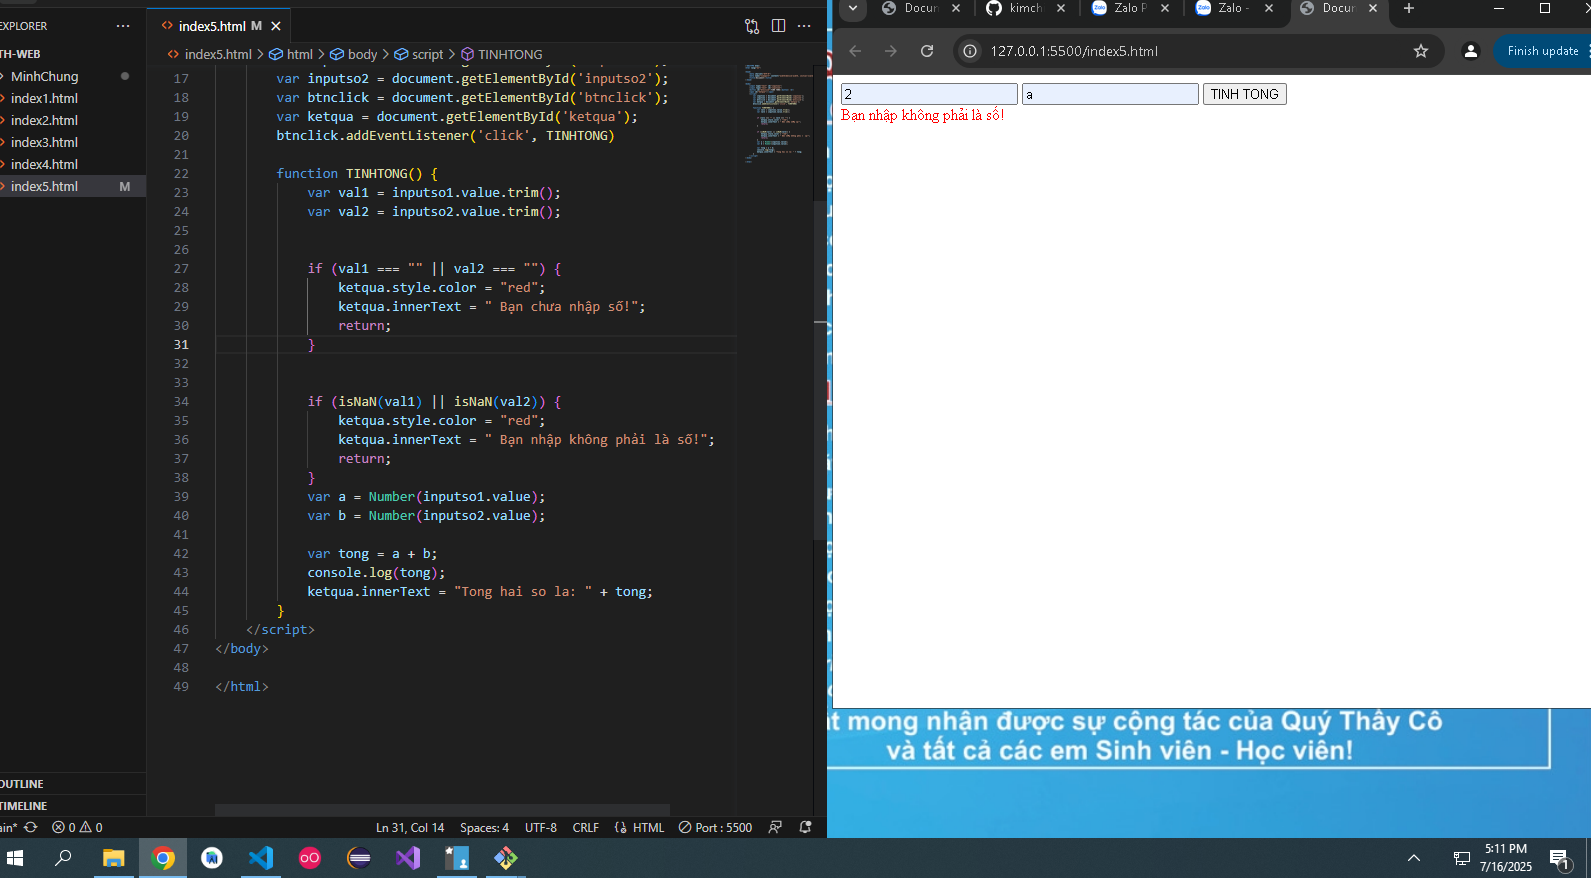 EXPLORER
TH-WEB
MinhChung
index1.html
index2.html
index3.html
index4.html
index5.html M
OUTLINE
TIMELINE
index5.html M
index5.html > html > body > script > TINHTONG
17 var inputso2 = document.getElementById('inputso2');
18 var btnclick = document.getElementById('btnclick');
19 var ketqua = document.getElementById('ketqua');
20 btnclick.addEventListener('click', TINHTONG)
21
22 function TINHTONG() {
23 var val1 = inputso1.value.trim();
24 var val2 = inputso2.value.trim();
25
26
27 if (val1 === "" || val2 === "") {
28 ketqua.style.color = "red";
29 ketqua.innerText = " Bạn chưa nhập số!";
30 return;
31 }
32
33
34 if (isNaN(val1) || isNaN(val2)) {
35 ketqua.style.color = "red";
36 ketqua.innerText = " Bạn nhập không phải là số!";
37 return;
38 }
39 var a = Number(inputso1.value);
40 var b = Number(inputso2.value);
41
42 var tong = a + b;
43 console.log(tong);
44 ketqua.innerText = "Tong hai so la: " + tong;
45 }
46 </script>
47 </body>
48
49 </html>
ain* 0 0 Ln 31, Col 14 Spaces: 4 UTF-8 CRLF {} HTML Port : 5500
Docun kimch Zalo P Zalo - Docur
127.0.0.1:5500/index5.html Finish update
2 a TINH TONG
Bạn nhập không phải là số!
ất mong nhận được sự cộng tác của Quý Thầy Cô
và tất cả các em Sinh viên - Học viên!
5:11 PM
7/16/2025
1